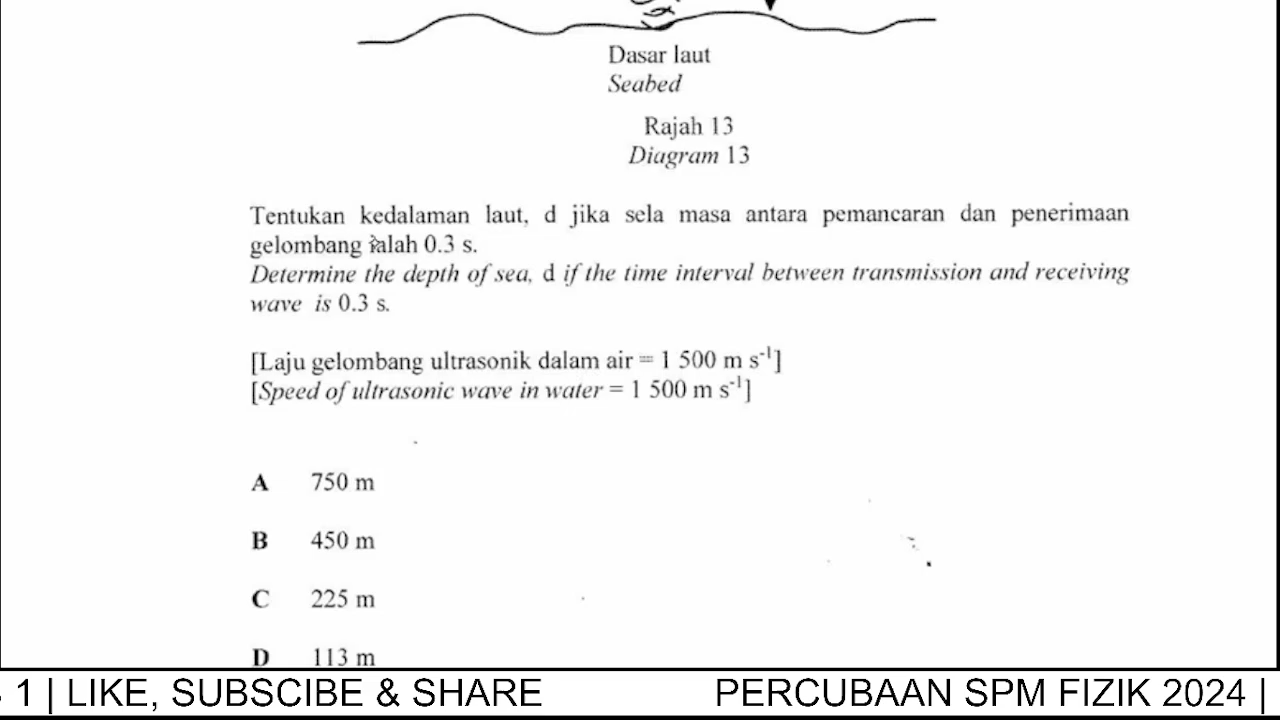 Dasar laut
Seabed
Rajah 13
Diagram 13
Tentukan kedalaman laut, d jika sela masa antara pemancaran dan penerimaan
gelombang ialah 0.3 s.
Determine the depth of sea, d if the time interval between transmission and receiving
wave is 0.3 s.
[Laju gelombang ultrasonik dalam air = 1 500 m s⁻¹]
[Speed of ultrasonic wave in water = 1 500 m s⁻¹]
A 750 m
B 450 m
C 225 m
D 113 m
1 | LIKE, SUBSCIBE & SHARE PERCUBAAN SPM FIZIK 2024 |